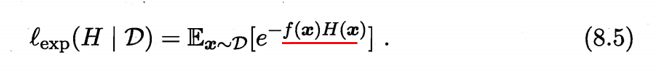 ℓ_exp(H | 𝒟) = 𝔼_{𝒙∼𝒟}[e^{−f(𝒙)H(𝒙)}] . (8.5)